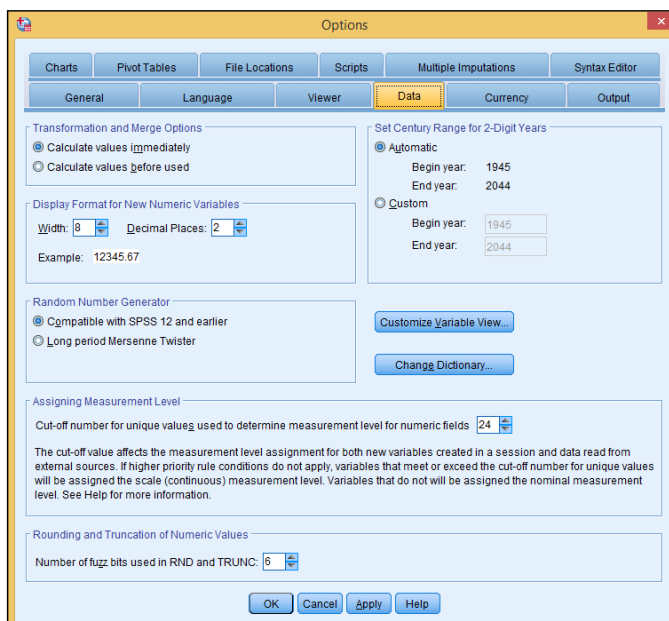 Options
Charts
Pivot Tables
File Locations
Scripts
Multiple Imputations
Syntax Editor
General
Language
Viewer
Data
Currency
Output
Transformation and Merge Options
Calculate values immediately
Calculate values before used
Display Format for New Numeric Variables
Width: 8 Decimal Places: 2
Example: 12345.67
Random Number Generator
Compatible with SPSS 12 and earlier
Long period Mersenne Twister
Set Century Range for 2-Digit Years
Automatic
Begin year: 1945
End year: 2044
Custom
Begin year: 1945
End year: 2044
Customize Variable View...
Change Dictionary...
Assigning Measurement Level
Cut-off number for unique values used to determine measurement level for numeric fields 24
The cut-off value affects the measurement level assignment for both new variables created in a session and data read from
external sources. If higher priority rule conditions do not apply, variables that meet or exceed the cut-off number for unique values
will be assigned the scale (continuous) measurement level. Variables that do not will be assigned the nominal measurement
level. See Help for more information.
Rounding and Truncation of Numeric Values
Number of fuzz bits used in RND and TRUNC: 6
OK
Cancel
Apply
Help